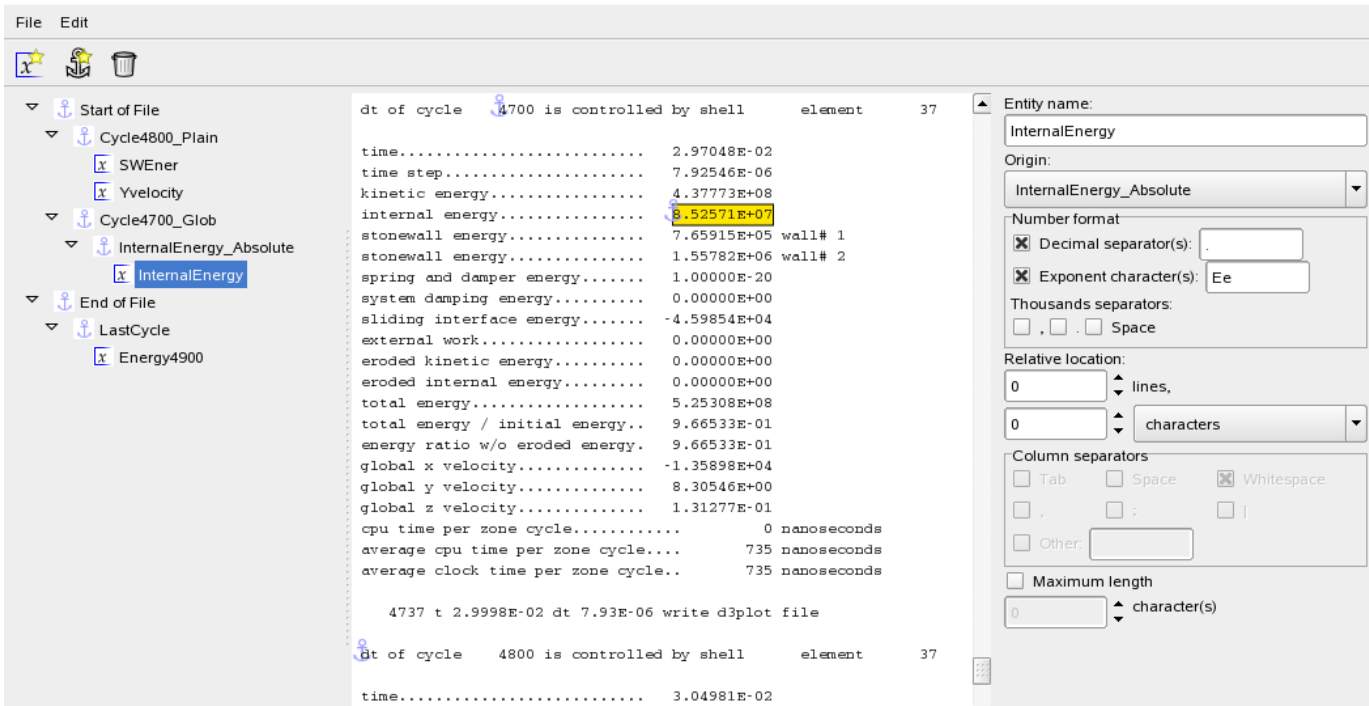 File Edit
Start of File
Cycle4800_Plain
x SWEner
x Yvelocity
Cycle4700_Glob
InternalEnergy_Absolute
x InternalEnergy
End of File
LastCycle
x Energy4900
dt of cycle 4700 is controlled by shell element 37
time........................... 2.97048E-02
time step...................... 7.92546E-06
kinetic energy................. 4.37773E+08
internal energy................ 8.52571E+07
stonewall energy............... 7.65915E+05 wall# 1
stonewall energy............... 1.55782E+06 wall# 2
spring and damper energy....... 1.00000E-20
system damping energy.......... 0.00000E+00
sliding interface energy....... -4.59854E+04
external work.................. 0.00000E+00
eroded kinetic energy.......... 0.00000E+00
eroded internal energy......... 0.00000E+00
total energy................... 5.25308E+08
total energy / initial energy.. 9.66533E-01
energy ratio w/o eroded energy. 9.66533E-01
global x velocity.............. -1.35898E+04
global y velocity.............. 8.30546E+00
global z velocity.............. 1.31277E-01
cpu time per zone cycle............ 0 nanoseconds
average cpu time per zone cycle.... 735 nanoseconds
average clock time per zone cycle.. 735 nanoseconds
4737 t 2.9998E-02 dt 7.93E-06 write d3plot file
dt of cycle 4800 is controlled by shell element 37
time........................... 3.04981E-02
Entity name:
InternalEnergy
Origin:
InternalEnergy_Absolute
Number format
Decimal separator(s): .
Exponent character(s): Ee
Thousands separators:
, . Space
Relative location:
0 lines,
0 characters
Column separators
Tab Space Whitespace
, ; |
Other:
Maximum length
0 character(s)